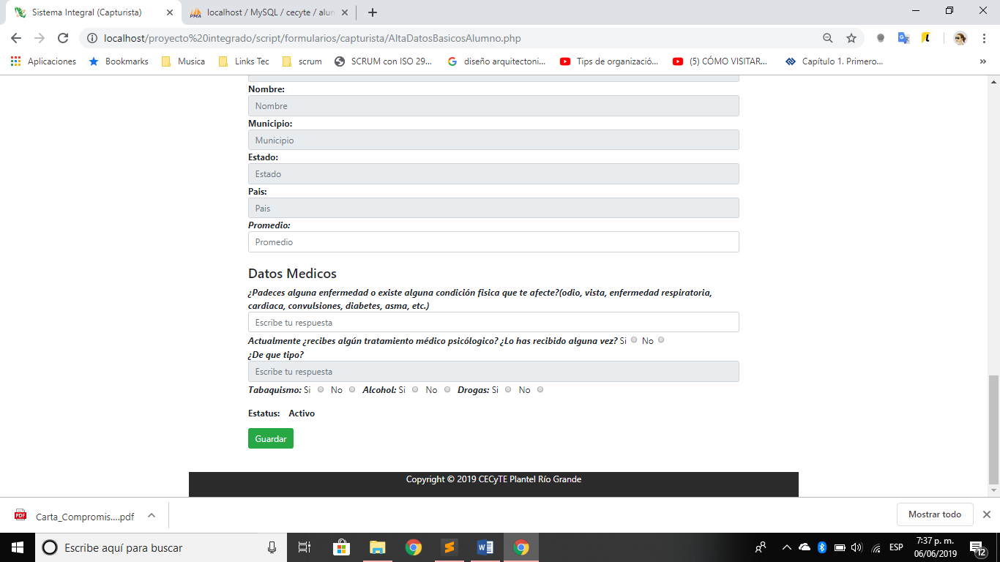 Sistema Integral (Capturista)
localhost / MySQL / cecyte / alun
localhost/proyecto%20integrado/script/formularios/capturista/AltaDatosBasicosAlumno.php
Aplicaciones Bookmarks Musica Links Tec scrum SCRUM con ISO 29... diseño arquitectoni... Tips de organizació... (5) CÓMO VISITAR... Capítulo 1. Primero... »
Nombre:
Nombre
Municipio:
Municipio
Estado:
Estado
Pais:
Pais
Promedio:
Promedio
Datos Medicos
¿Padeces alguna enfermedad o existe alguna condición fisica que te afecte?(odio, vista, enfermedad respiratoria,
cardiaca, convulsiones, diabetes, asma, etc.)
Escribe tu respuesta
Actualmente ¿recibes algún tratamiento médico psicólogico? ¿Lo has recibido alguna vez? Si No
¿De que tipo?
Escribe tu respuesta
Tabaquismo: Si No Alcohol: Si No Drogas: Si No
Estatus: Activo
Guardar
Copyright © 2019 CECyTE Plantel Río Grande
PDF Carta_Compromis....pdf
Mostrar todo
Escribe aquí para buscar
ESP
7:37 p. m.
06/06/2019
12